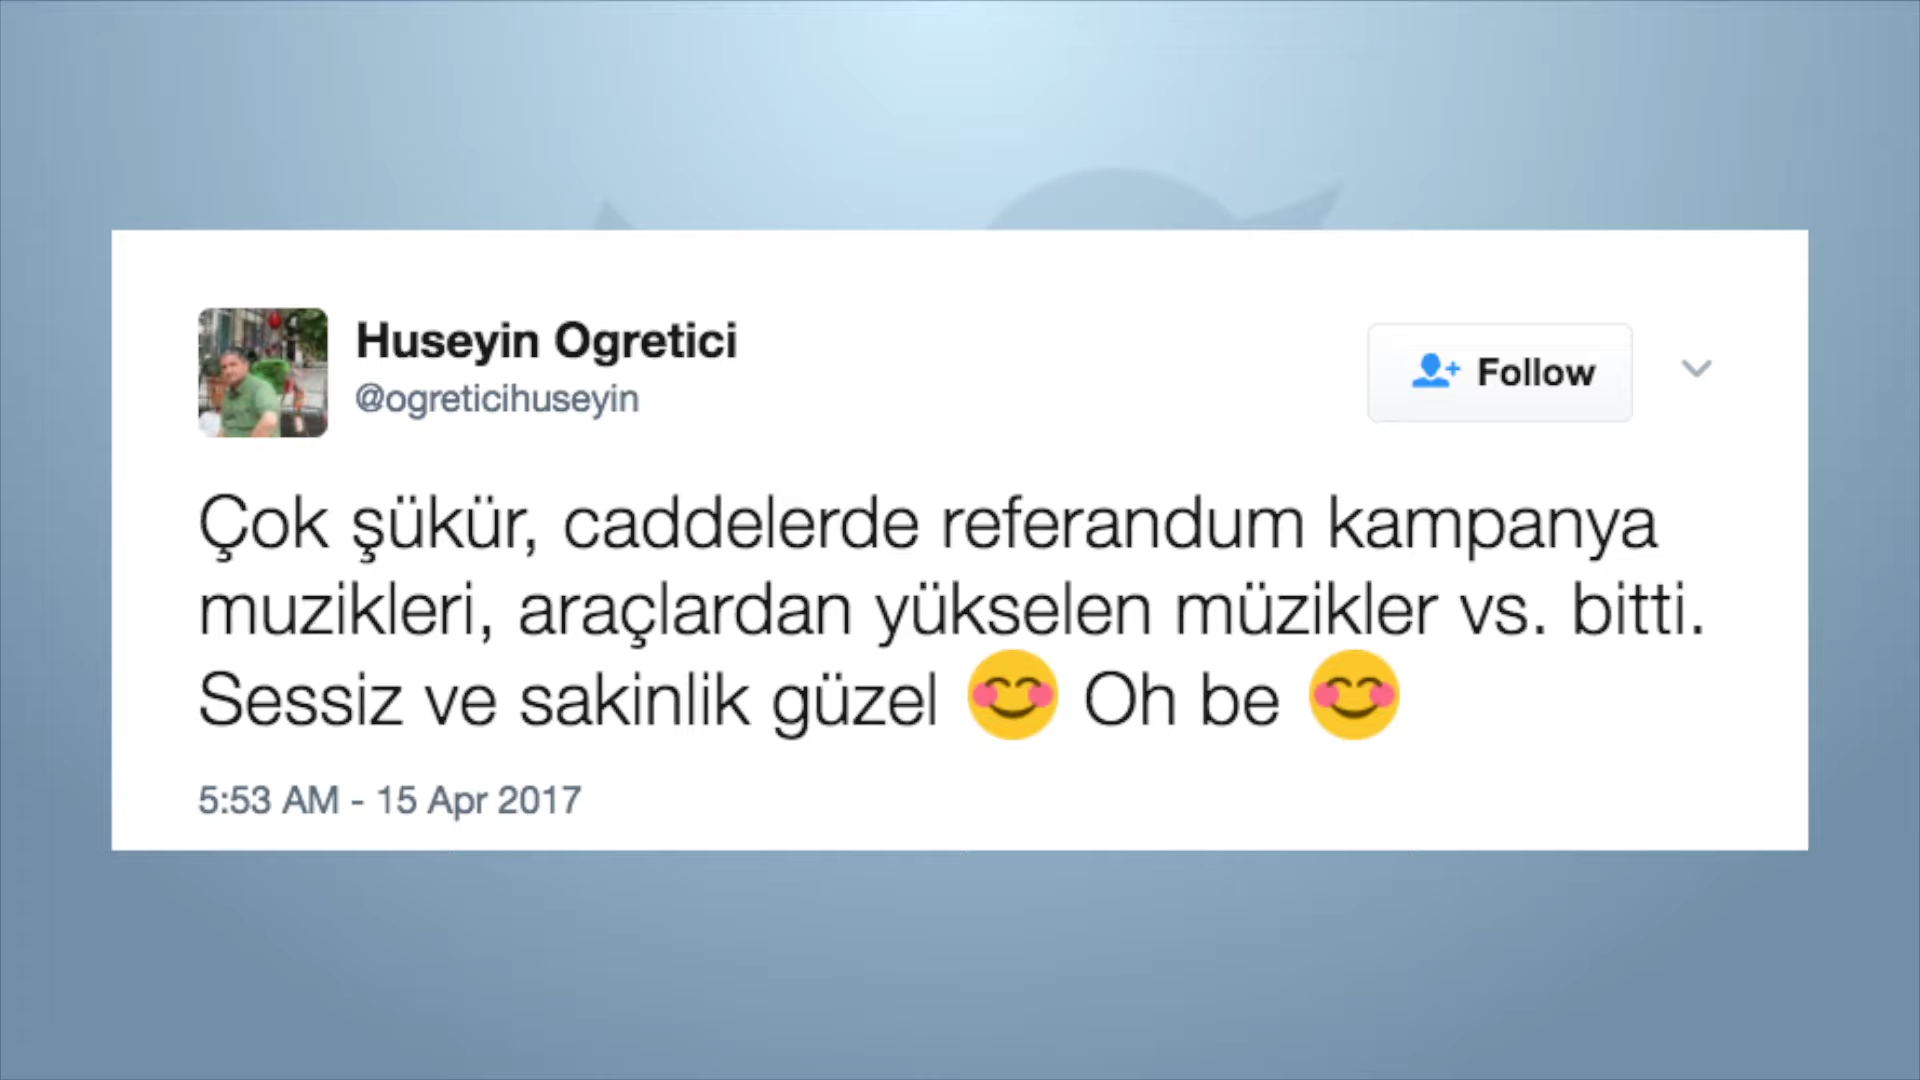 Huseyin Ogretici
@ogreticihuseyin
Follow
Çok şükür, caddelerde referandum kampanya
muzikleri, araçlardan yükselen müzikler vs. bitti.
Sessiz ve sakinlik güzel 😊 Oh be 😊
5:53 AM - 15 Apr 2017